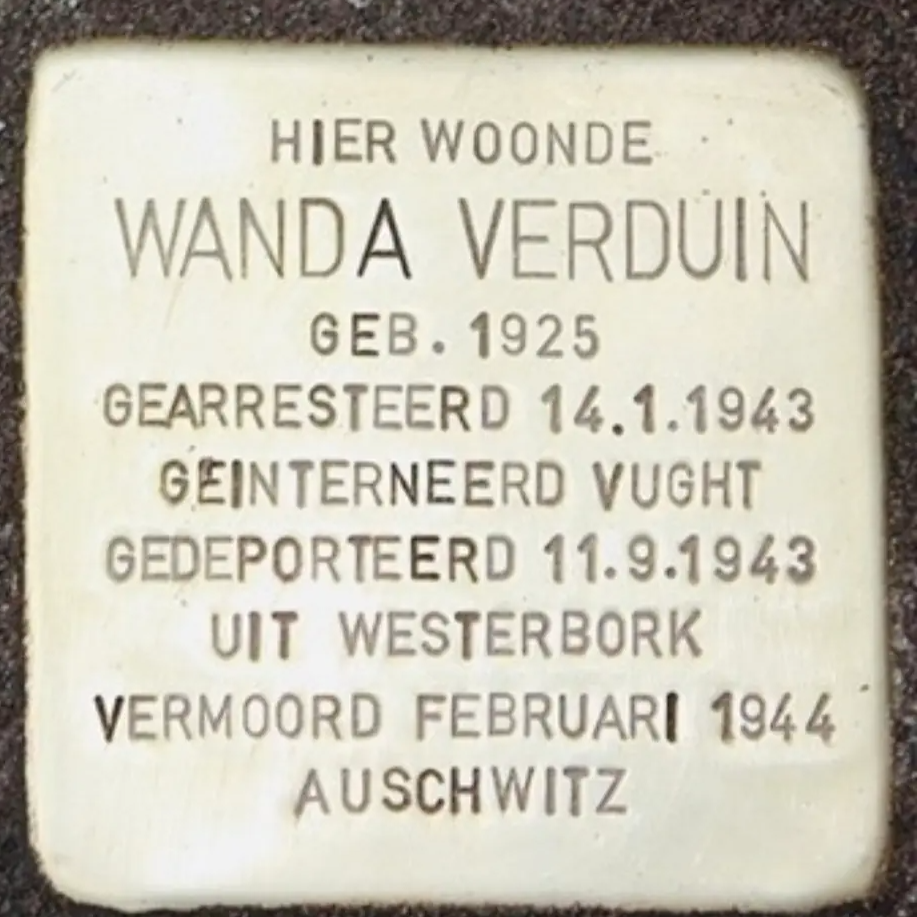 HIER WOONDE
WANDA VERDUIN
GEB. 1925
GEARRESTEERD 14.1.1943
GEINTERNEERD VUGHT
GEDEPORTEERD 11.9.1943
UIT WESTERBORK
VERMOORD FEBRUARI 1944
AUSCHWITZ